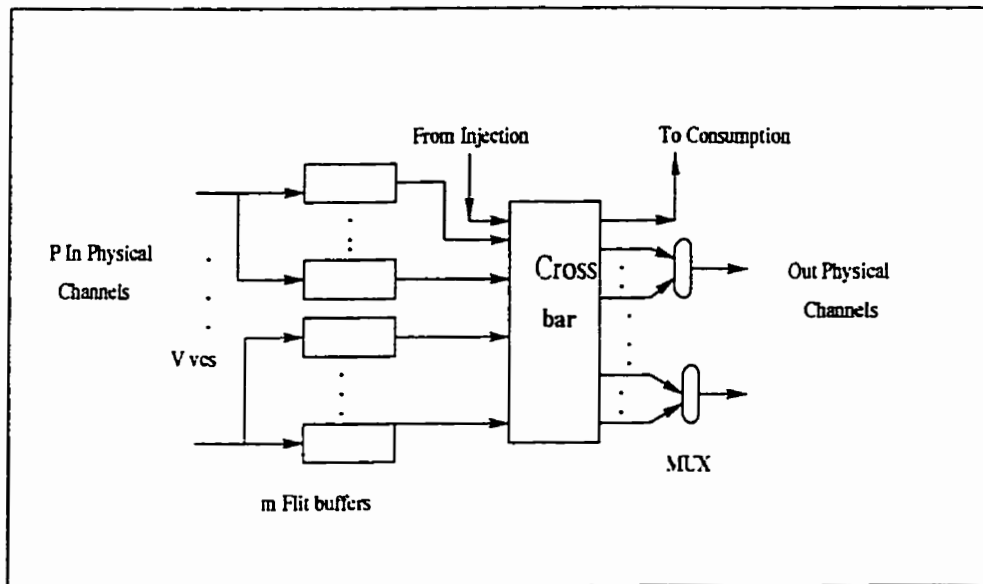 From Injection
To Consumption
P In Physical
Channels
Cross
bar
Out Physical
Channels
V vcs
MUX
m Flit buffers